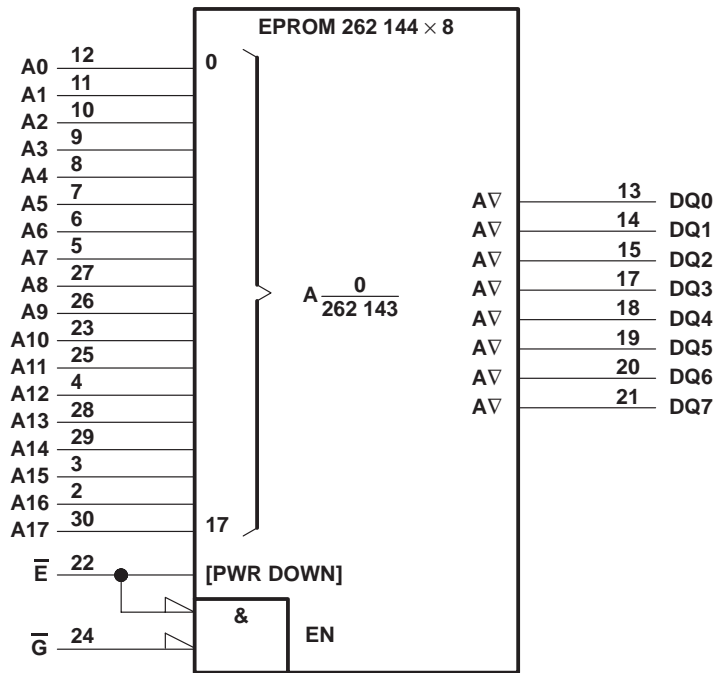 EPROM 262 144 × 8
A0 12 0
A1 11
A2 10
A3 9
A4 8
A5 7 A∇ 13 DQ0
A6 6 A∇ 14 DQ1
A7 5 A∇ 15 DQ2
A8 27 A 0 A∇ 17 DQ3
A9 26 262 143 A∇ 18 DQ4
A10 23 A∇ 19 DQ5
A11 25 A∇ 20 DQ6
A12 4 A∇ 21 DQ7
A13 28
A14 29
A15 3
A16 2
A17 30 17
E̅ 22 [PWR DOWN]
&
G̅ 24 EN